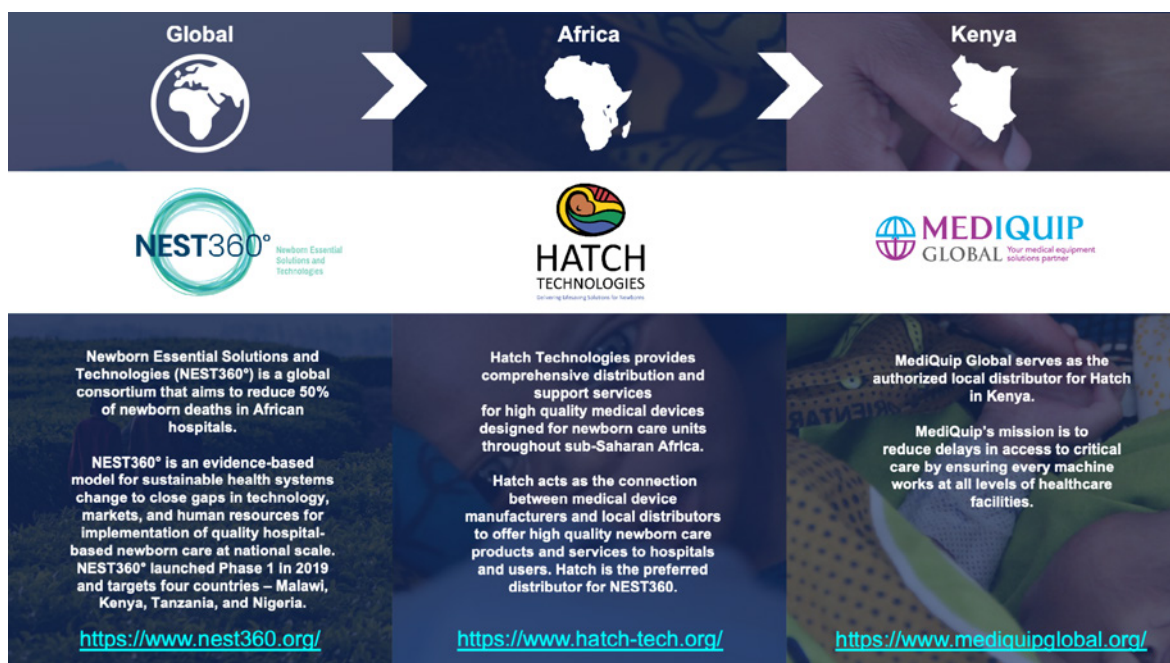 Global
Africa
Kenya
NEST360°
Newborn Essential
Solutions and
Technologies
HATCH
TECHNOLOGIES
Delivering Lifesaving Solutions for Newborns
MEDIQUIP
GLOBAL
Your medical equipment
solutions partner
Newborn Essential Solutions and
Technologies (NEST360°) is a global
consortium that aims to reduce 50%
of newborn deaths in African
hospitals.
NEST360° is an evidence-based
model for sustainable health systems
change to close gaps in technology,
markets, and human resources for
implementation of quality hospital-
based newborn care at national scale.
NEST360° launched Phase 1 in 2019
and targets four countries – Malawi,
Kenya, Tanzania, and Nigeria.
https://www.nest360.org/
Hatch Technologies provides
comprehensive distribution and
support services
for high quality medical devices
designed for newborn care units
throughout sub-Saharan Africa.
Hatch acts as the connection
between medical device
manufacturers and local distributors
to offer high quality newborn care
products and services to hospitals
and users. Hatch is the preferred
distributor for NEST360.
https://www.hatch-tech.org/
MediQuip Global serves as the
authorized local distributor for Hatch
in Kenya.
MediQuip's mission is to
reduce delays in access to critical
care by ensuring every machine
works at all levels of healthcare
facilities.
https://www.mediquipglobal.org/